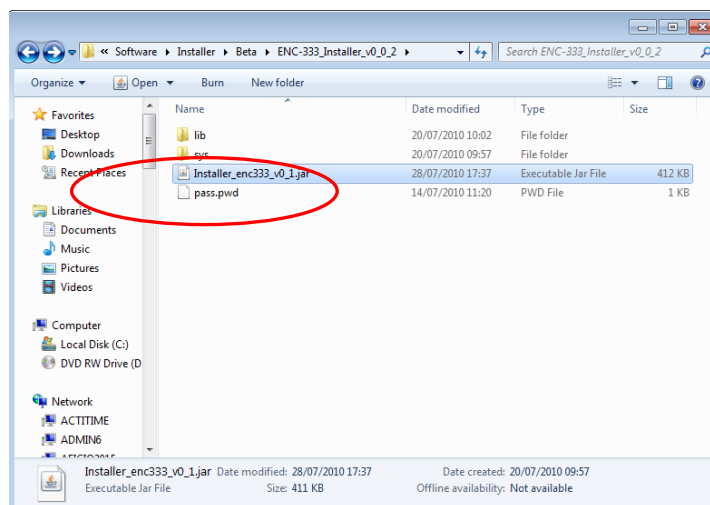 « Software ▸ Installer ▸ Beta ▸ ENC-333_Installer_v0_0_2 ▸ Search ENC-333_Installer_v0_0_2
Organize Open Burn New folder
Name Date modified Type Size
Favorites
Desktop
Downloads
Recent Places
Libraries
Documents
Music
Pictures
Videos
Computer
Local Disk (C:)
DVD RW Drive (D
Network
ACTITIME
ADMIN6
lib 20/07/2010 10:02 File folder
sys 20/07/2010 09:57 File folder
Installer_enc333_v0_1.jar 28/07/2010 17:37 Executable Jar File 412 KB
pass.pwd 14/07/2010 11:20 PWD File 1 KB
Installer_enc333_v0_1.jar Date modified: 28/07/2010 17:37 Date created: 20/07/2010 09:57
Executable Jar File Size: 411 KB Offline availability: Not available